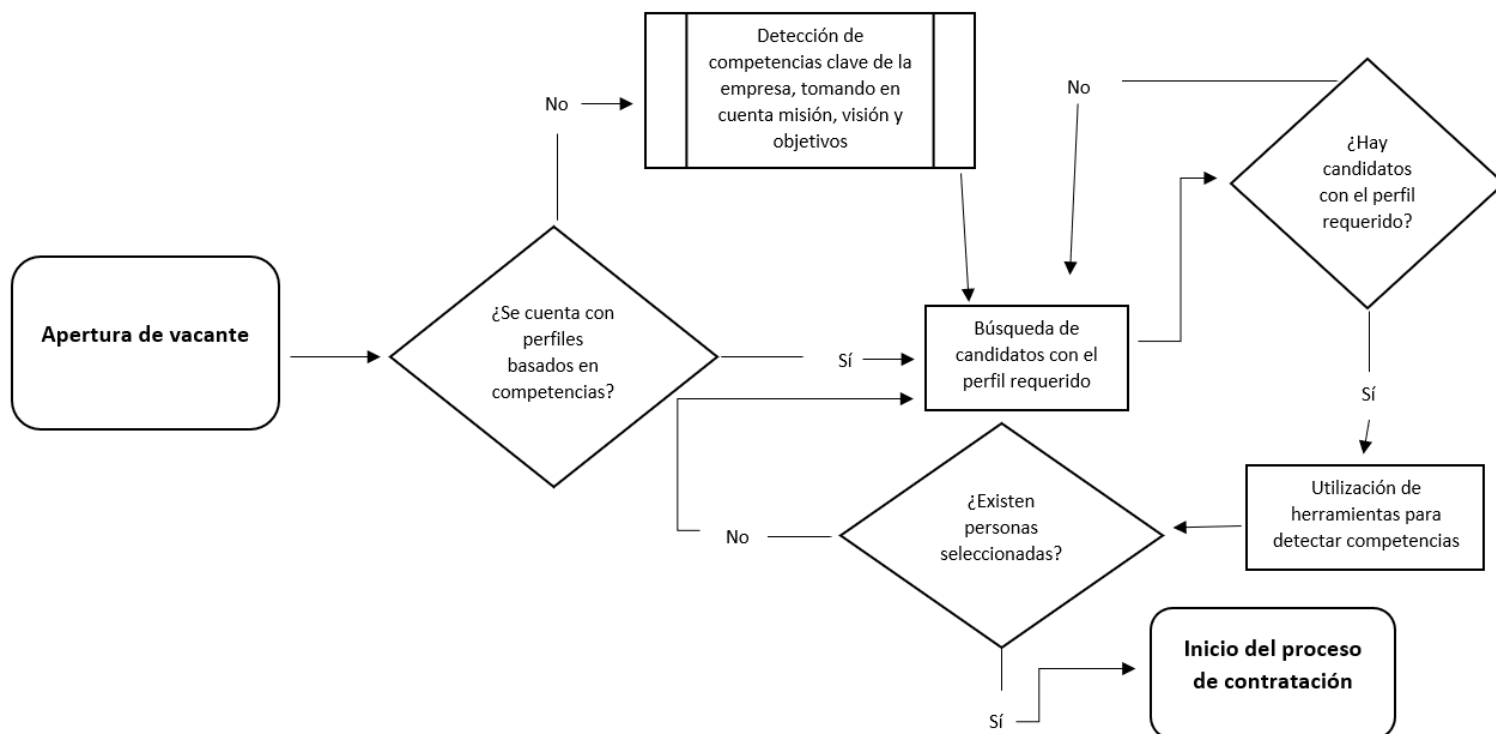 Apertura de vacante
¿Se cuenta con
perfiles
basados en
competencias?
No
Detección de
competencias clave de la
empresa, tomando en
cuenta misión, visión y
objetivos
Sí
Búsqueda de
candidatos con el
perfil requerido
No
¿Hay
candidatos
con el perfil
requerido?
Sí
Utilización de
herramientas para
detectar competencias
¿Existen
personas
seleccionadas?
No
Sí
Inicio del proceso
de contratación